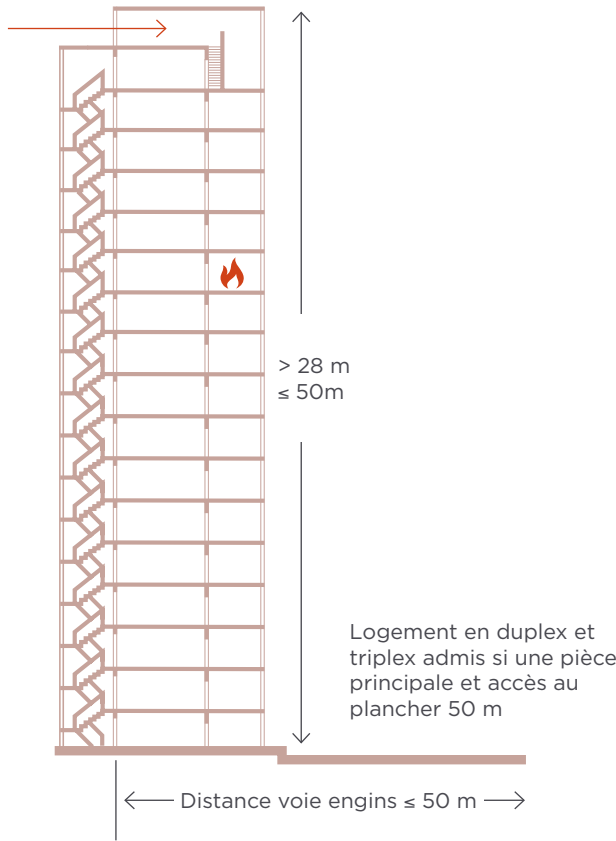 > 28 m
≤ 50m
Logement en duplex et
triplex admis si une pièce
principale et accès au
plancher 50 m
Distance voie engins ≤ 50 m